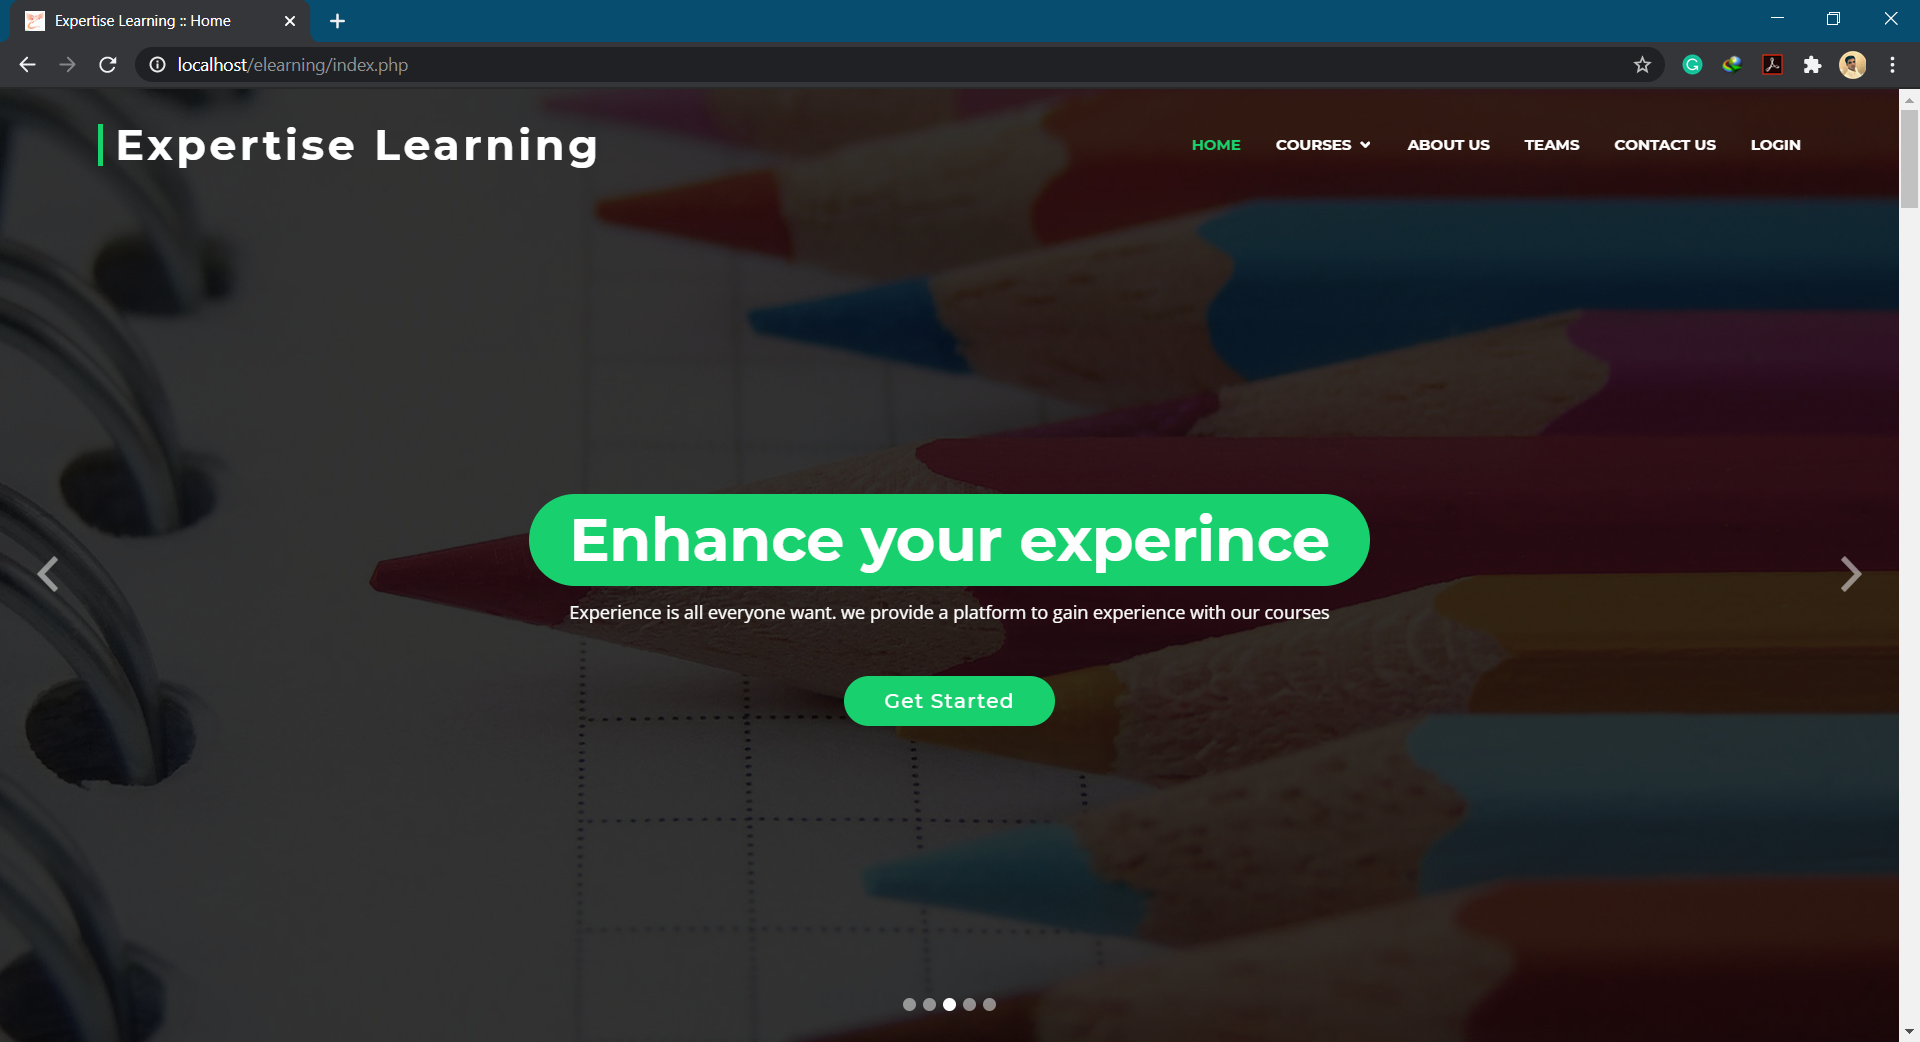 Expertise Learning :: Home
localhost/elearning/index.php
Expertise Learning
HOME COURSES ABOUT US TEAMS CONTACT US LOGIN
Enhance your experince
Experience is all everyone want. we provide a platform to gain experience with our courses
Get Started